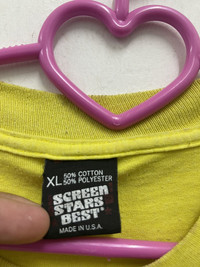 XL 50% COTTON
50% POLYESTER
SCREEN
STARS
BEST
MADE IN U.S.A.